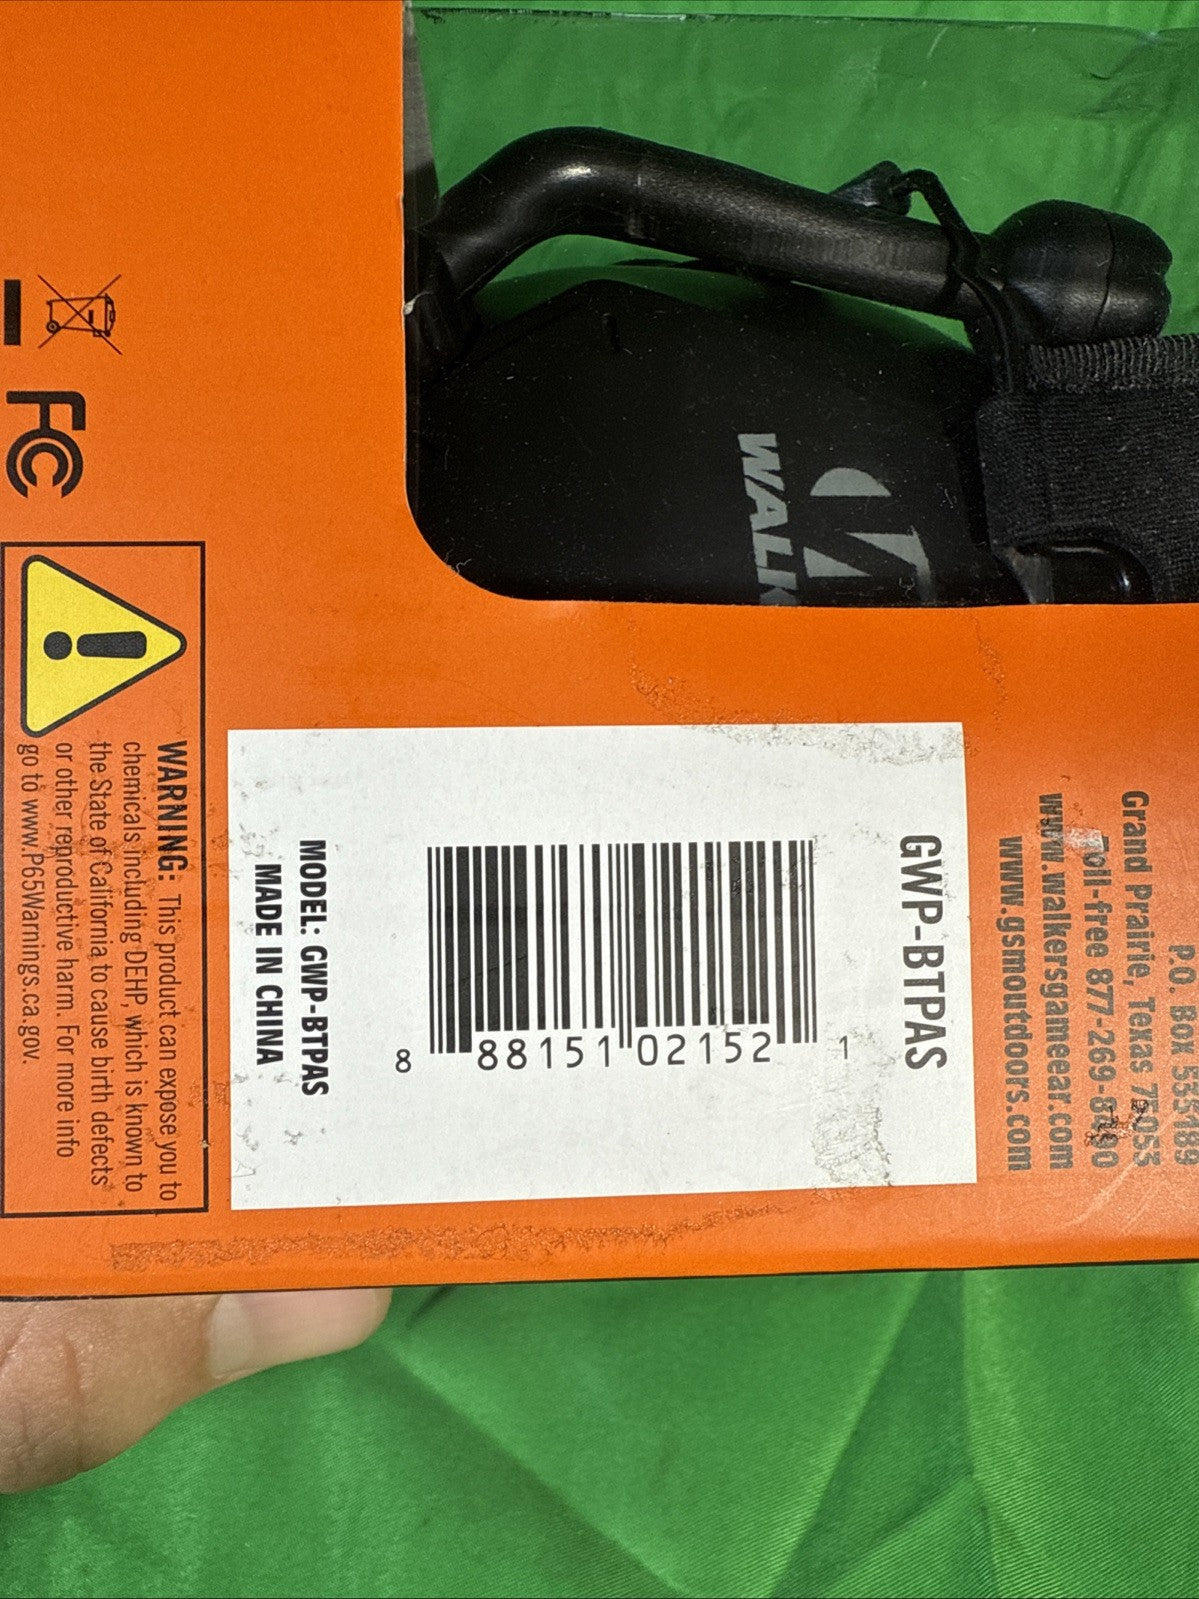 WALK
P.O. Box 535189
Grand Prairie, Texas 75053
Toll-free 877-269-8490
www.walkersgameear.com
www.gsmoutdoors.com
GWP-BTPAS
8 88151 02152 1
MODEL: GWP-BTPAS
MADE IN CHINA
FC
WARNING: This product can expose you to
chemicals including DEHP, which is known to
the State of California to cause birth defects
or other reproductive harm. For more info
go to www.P65Warnings.ca.gov.